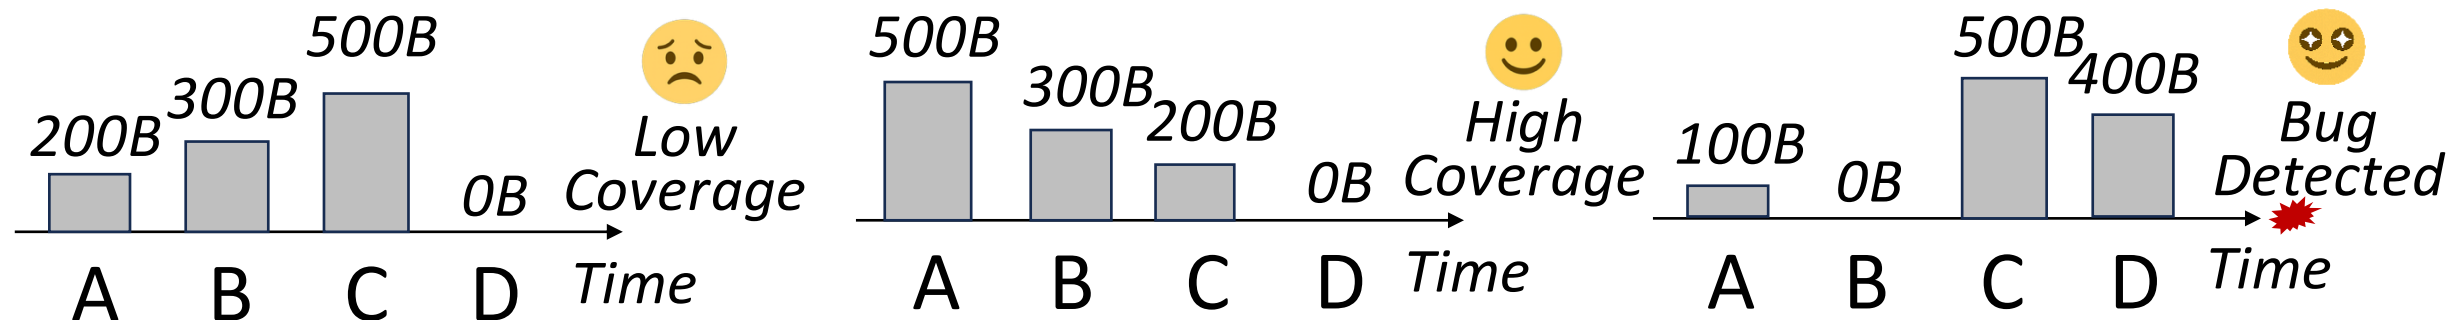 200B
300B
500B
0B
Low
Coverage
A B C D Time
500B
300B
200B
0B
High
Coverage
A B C D Time
100B
0B
500B
400B
Bug
Detected
A B C D Time